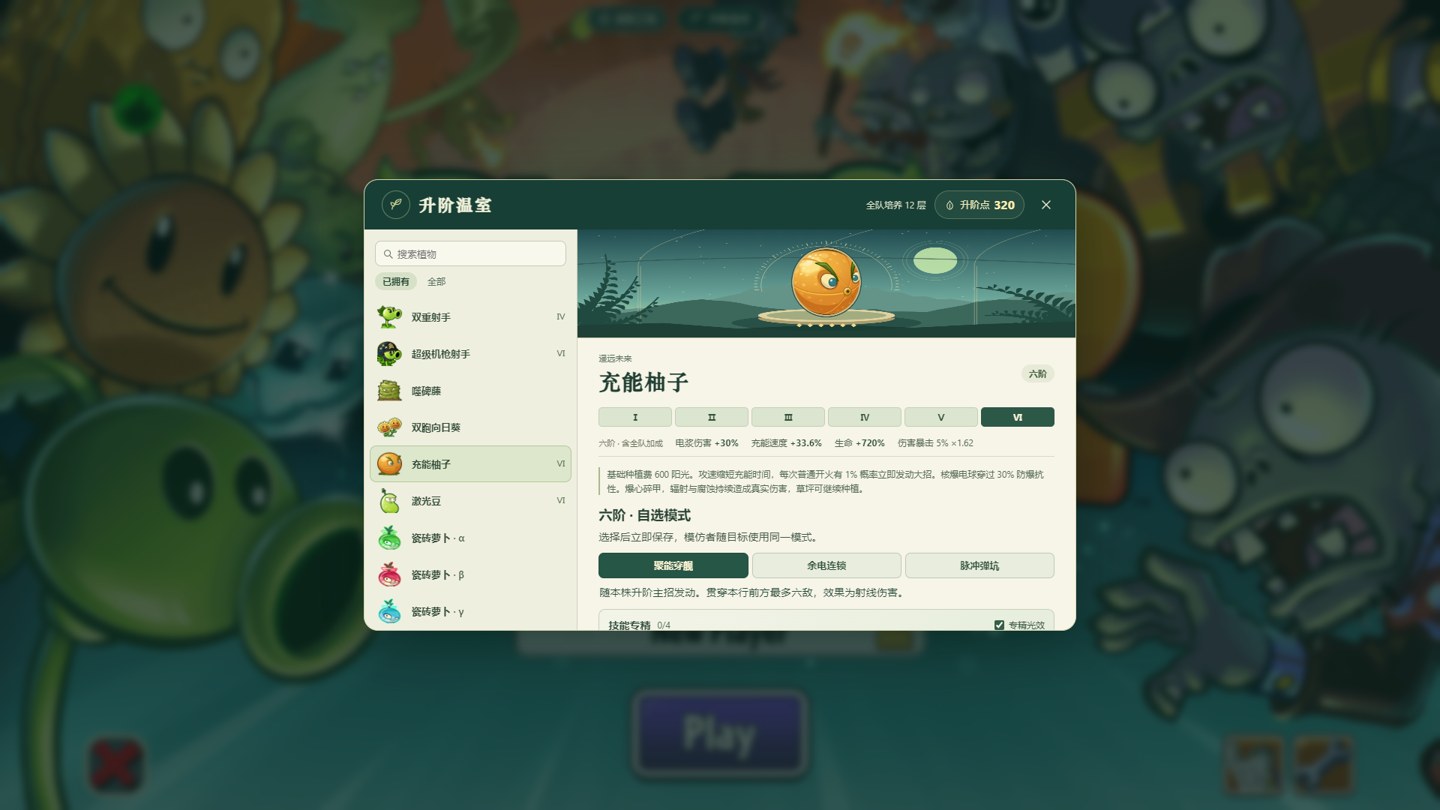 升阶温室
全队培养 12 层
升阶点 320
搜索植物
已拥有 全部
双重射手 IV
超级机枪射手 VI
噬碑藤
双跑向日葵
充能柚子 VI
激光豆 VI
瓷砖萝卜 · α
瓷砖萝卜 · β
瓷砖萝卜 · γ
遥远未来
充能柚子
六阶
I II III IV V VI
六阶 · 含全队加成 电浆伤害 +30% 充能速度 +33.6% 生命 +720% 伤害暴击 5% ×1.62
基础种植需 600 阳光。攻速缩短充能时间，每次普通开火有 1% 概率立即发动大招。核爆电球穿过 30% 防爆抗
性。爆心碎甲，辐射与腐蚀持续造成真实伤害，草坪可继续种植。
六阶 · 自选模式
选择后立即保存，模仿者随目标使用同一模式。
聚能穿醒 余电连锁 脉冲弹坑
随本株升阶主招发动。贯穿本行前方最多六敌，效果为射线伤害。
技能专精 0/4
专精光效
Play